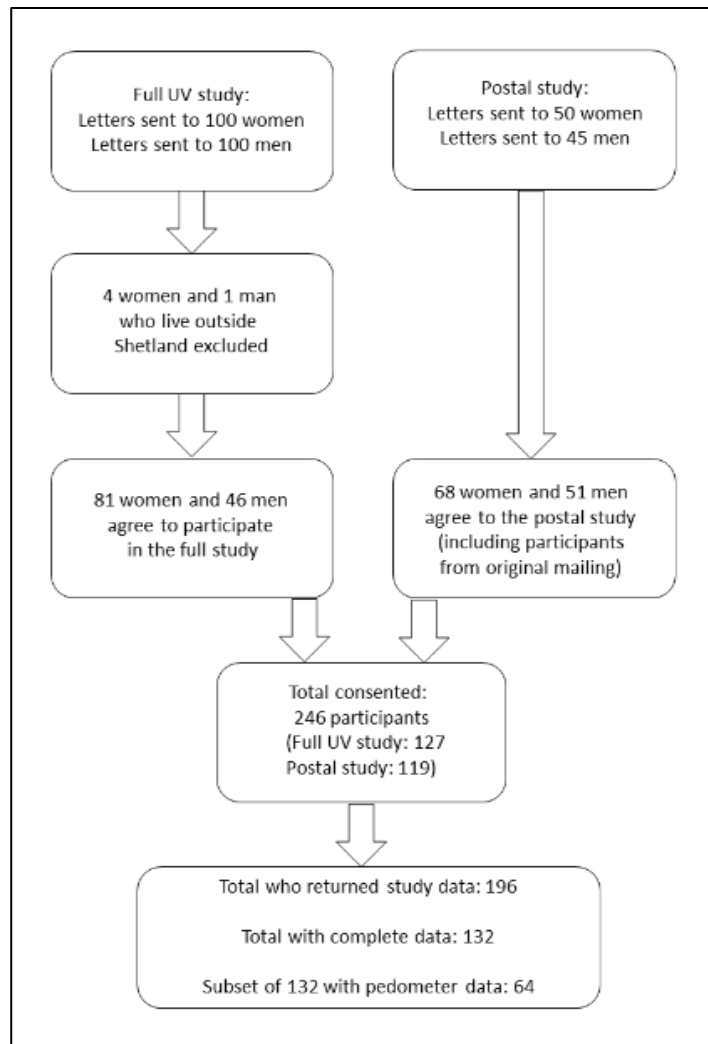 Full UV study:
Letters sent to 100 women
Letters sent to 100 men
Postal study:
Letters sent to 50 women
Letters sent to 45 men
4 women and 1 man
who live outside
Shetland excluded
81 women and 46 men
agree to participate
in the full study
68 women and 51 men
agree to the postal study
(including participants
from original mailing)
Total consented:
246 participants
(Full UV study: 127
Postal study: 119)
Total who returned study data: 196
Total with complete data: 132
Subset of 132 with pedometer data: 64